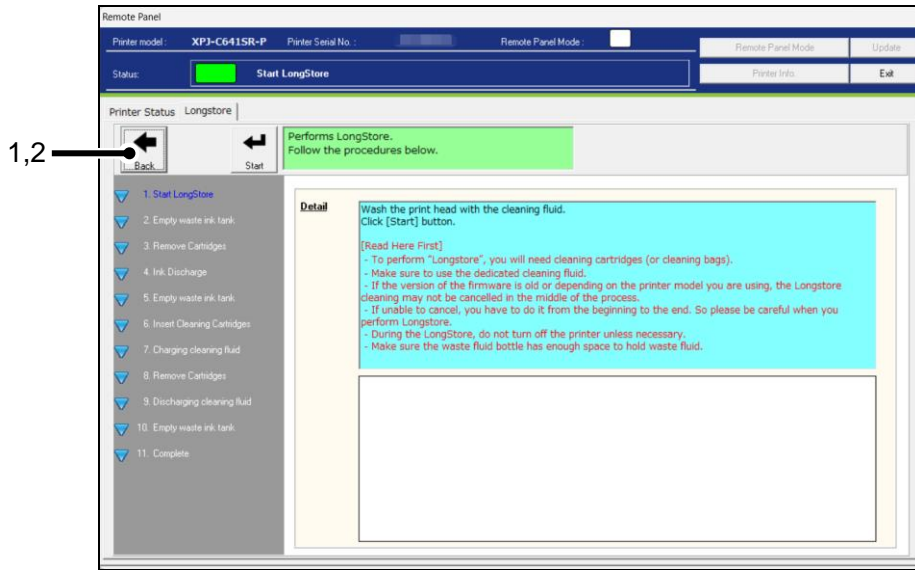 Remote Panel
Printer model : XPJ-C641SR-P Printer Serial No. : Remote Panel Mode :
Remote Panel Mode Update
Status: Start LongStore
Printer Info. Exit
Printer Status Longstore
1,2
Back Start
Performs LongStore.
Follow the procedures below.
1. Start LongStore
2. Empty waste ink tank
3. Remove Cartridges
4. Ink Discharge
5. Empty waste ink tank
6. Insert Cleaning Cartridges
7. Charging cleaning fluid
8. Remove Cartridges
9. Discharging cleaning fluid
10. Empty waste ink tank
11. Complete
Detail
Wash the print head with the cleaning fluid.
Click [Start] button.
[Read Here First]
- To perform "Longstore", you will need cleaning cartridges (or cleaning bags).
- Make sure to use the dedicated cleaning fluid.
- If the version of the firmware is old or depending on the printer model you are using, the Longstore
cleaning may not be cancelled in the middle of the process.
- If unable to cancel, you have to do it from the beginning to the end. So please be careful when you
perform Longstore.
- During the LongStore, do not turn off the printer unless necessary.
- Make sure the waste fluid bottle has enough space to hold waste fluid.